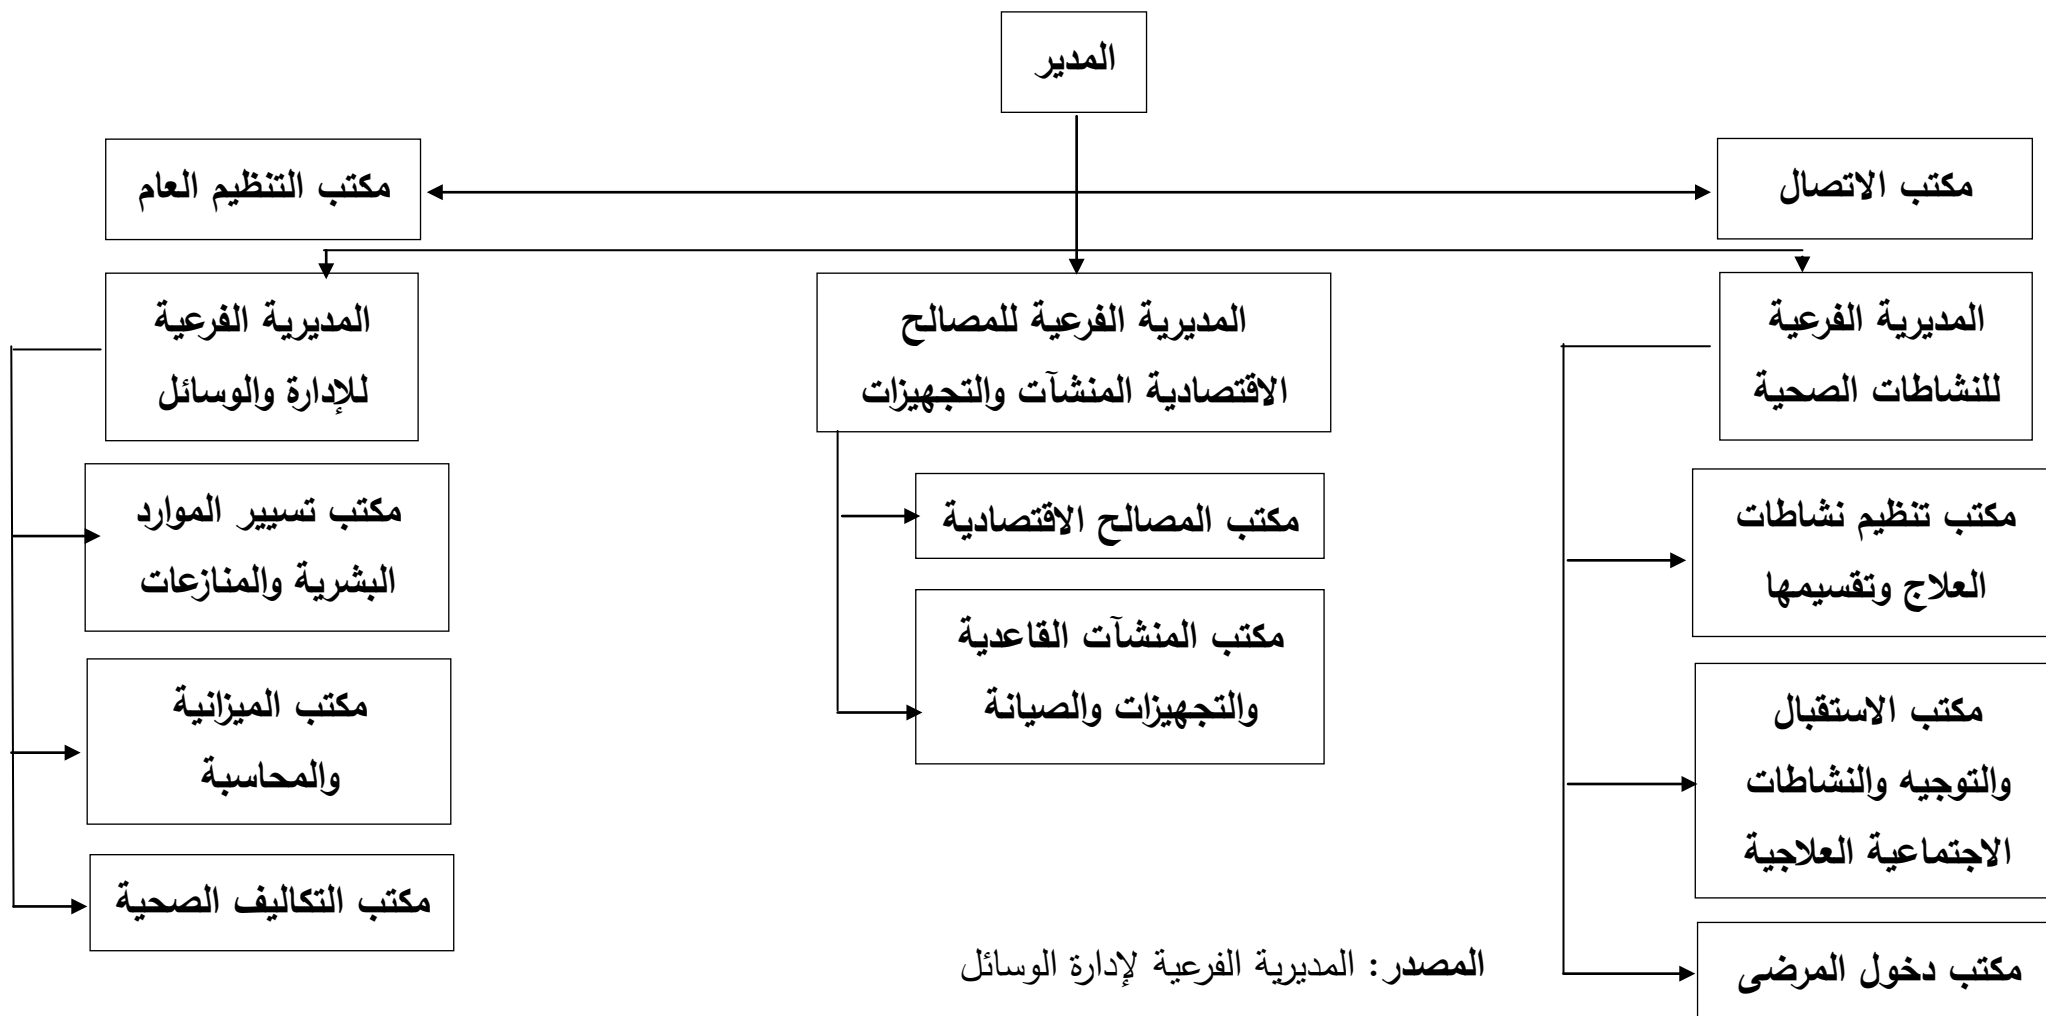 المدير
مكتب الاتصال
مكتب التنظيم العام
المديرية الفرعية
للنشاطات الصحية
المديرية الفرعية للمصالح
الاقتصادية المنشآت والتجهيزات
المديرية الفرعية
للإدارة والوسائل
مكتب تنظيم نشاطات
العلاج وتقسيمها
مكتب الاستقبال
والتوجيه والنشاطات
الاجتماعية العلاجية
مكتب دخول المرضى
مكتب المصالح الاقتصادية
مكتب المنشآت القاعدية
والتجهيزات والصيانة
مكتب تسيير الموارد
البشرية والمنازعات
مكتب الميزانية
والمحاسبة
مكتب التكاليف الصحية
المصدر: المديرية الفرعية لإدارة الوسائل